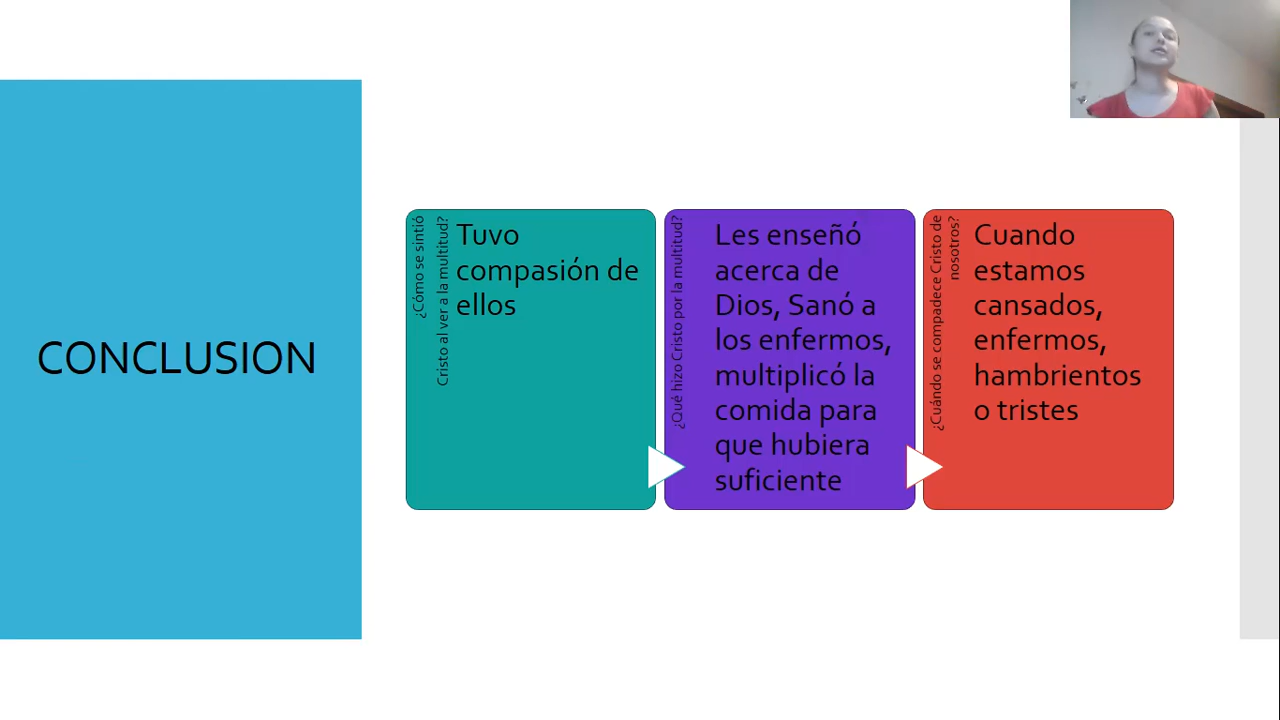 CONCLUSION
¿Cómo se sintió
Cristo al ver a la multitud?
Tuvo
compasión de
ellos
¿Qué hizo Cristo por la multitud?
Les enseñó
acerca de
Dios, Sanó a
los enfermos,
multiplicó la
comida para
que hubiera
suficiente
¿Cuándo se compadece Cristo de
nosotros?
Cuando
estamos
cansados,
enfermos,
hambrientos
o tristes